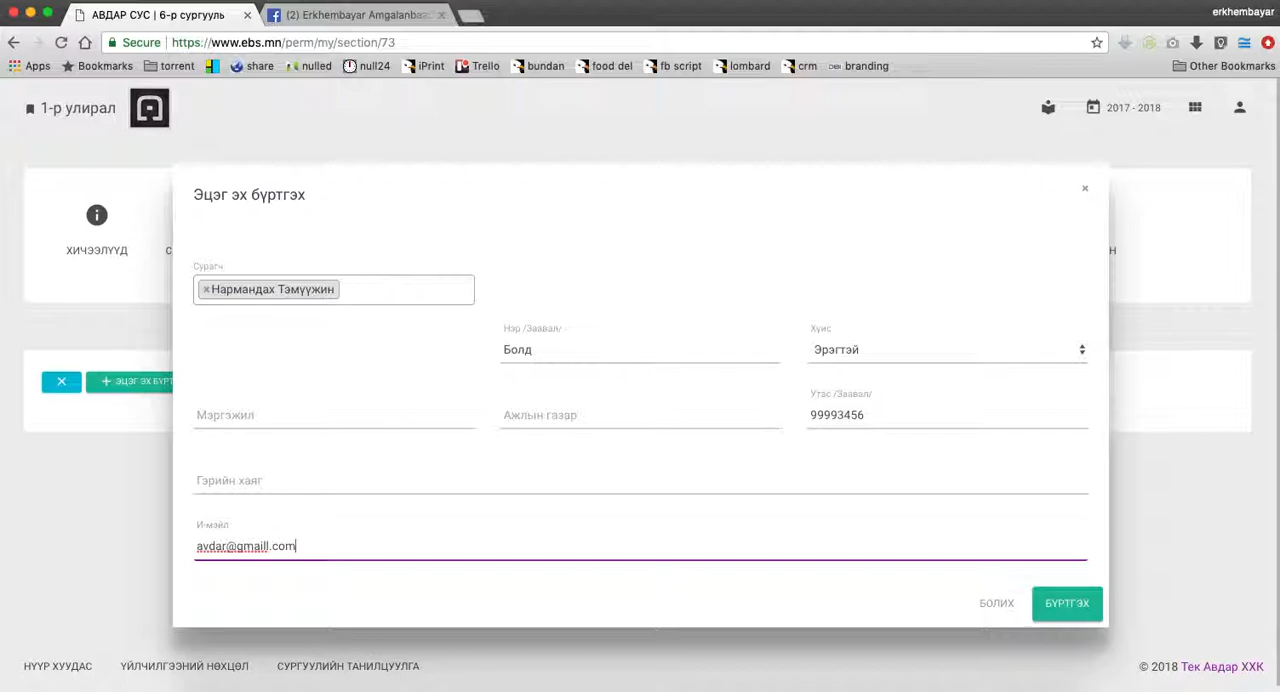 АВДАР СУС | 6-р сургууль
(2) Erkhembayar Amgalanbaa
erkhembayar
Secure https://www.ebs.mn/perm/my/section/73
Apps Bookmarks torrent share nulled null24 iPrint Trello bundan food del fb script lombard crm branding Other Bookmarks
1-р улирал 2017 - 2018
Эцэг эх бүртгэх ×
ХИЧЭЭЛҮҮД
Сурагч
×Нармандах Тэмүүжин
Нэр /Заавал/ Хүйс
Болд Эрэгтэй
+ ЭЦЭГ ЭХ БҮРТ
Утас /Заавал/
Мэргэжил Ажлын газар 99993456
Гэрийн хаяг
И-мэйл
avdar@gmaill.com
БОЛИХ БҮРТГЭХ
НҮҮР ХУУДАС ҮЙЛЧИЛГЭЭНИЙ НӨХЦӨЛ СУРГУУЛИЙН ТАНИЛЦУУЛГА © 2018 Тек Авдар ХХК